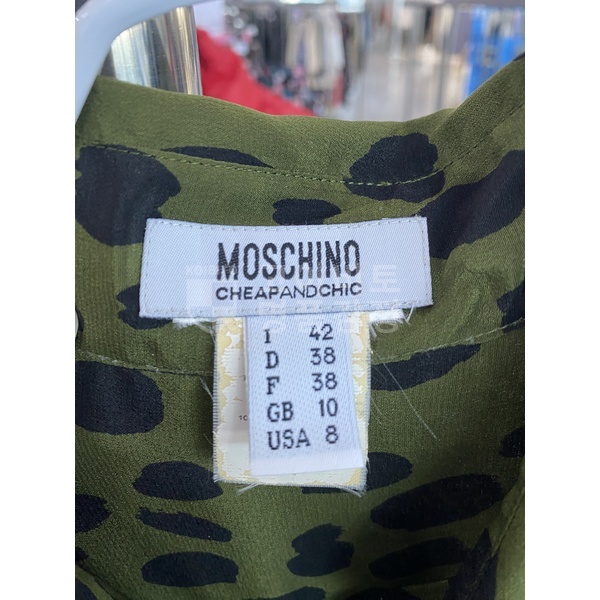 MOSCHINO
CHEAPANDCHIC
I 42
D 38
F 38
GB 10
USA 8